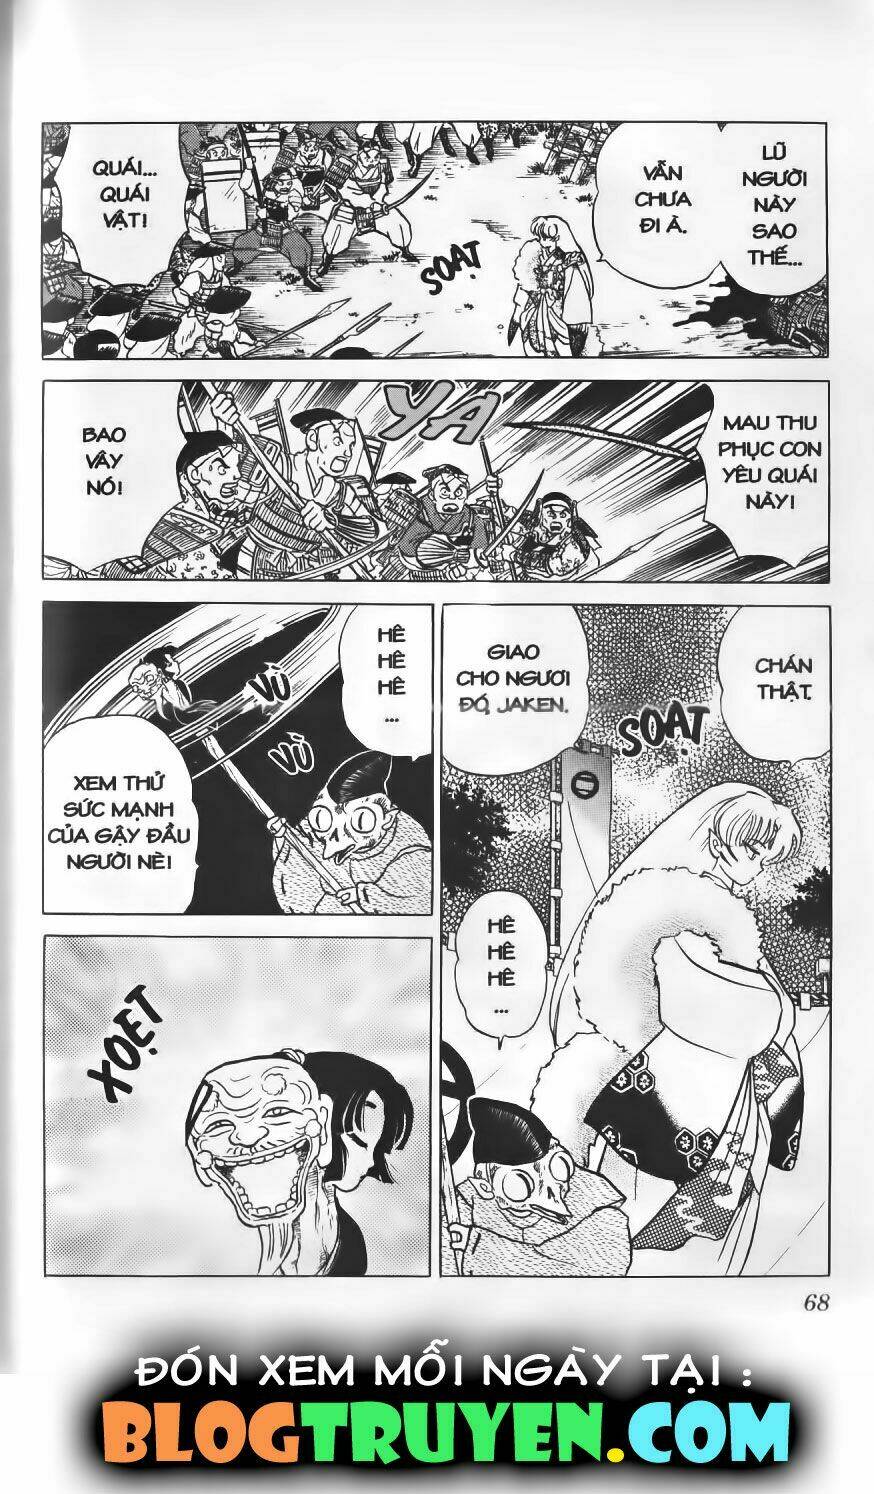 LŨ
NGƯỜI
NÀY
SAO
THẾ...
VẪN
CHƯA
ĐI À.
SOẠT
QUÁI...
QUÁI
VẬT!
MAU THU
PHỤC CON
YÊU QUÁI
NÀY!
YA
BAO
VÂY
NÓ!
CHÁN
THẬT.
GIAO
CHO NGƯƠI
ĐÓ, JAKEN.
SOẠT
HÊ
HÊ
HÊ
...
HÊ
HÊ
HÊ
...
VÙ
VÙ
XEM THỬ
SỨC MẠNH
CỦA GẬY ĐẦU
NGƯỜI NÈ!
XOẸT
68
ĐÓN XEM MỖI NGÀY TẠI :
BLOGTRUYEN.COM